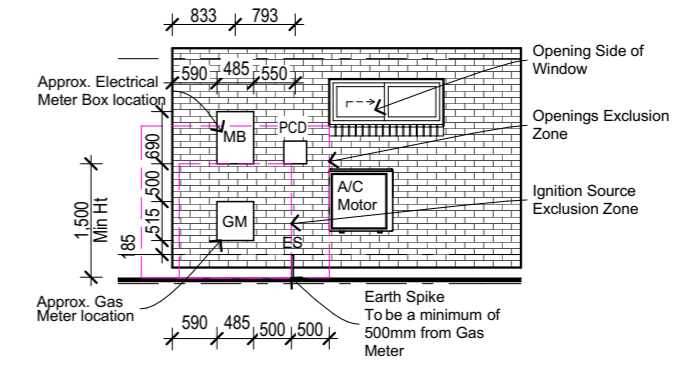 833 793
590 485 550
Opening Side of
Window
Approx. Electrical
Meter Box location
MB
PCD
Openings Exclusion
Zone
690
500
515
185
1,500
Min Ht
A/C
Motor
GM
ES
Ignition Source
Exclusion Zone
Approx. Gas
Meter location
Earth Spike
To be a minimum of
500mm from Gas
Meter
590 485 500 500